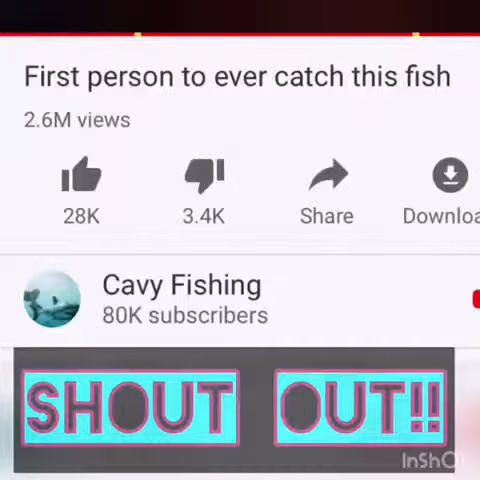 First person to ever catch this fish
2.6M views
28K 3.4K Share Downloa
Cavy Fishing
80K subscribers
SHOUT OUT!!
InShO